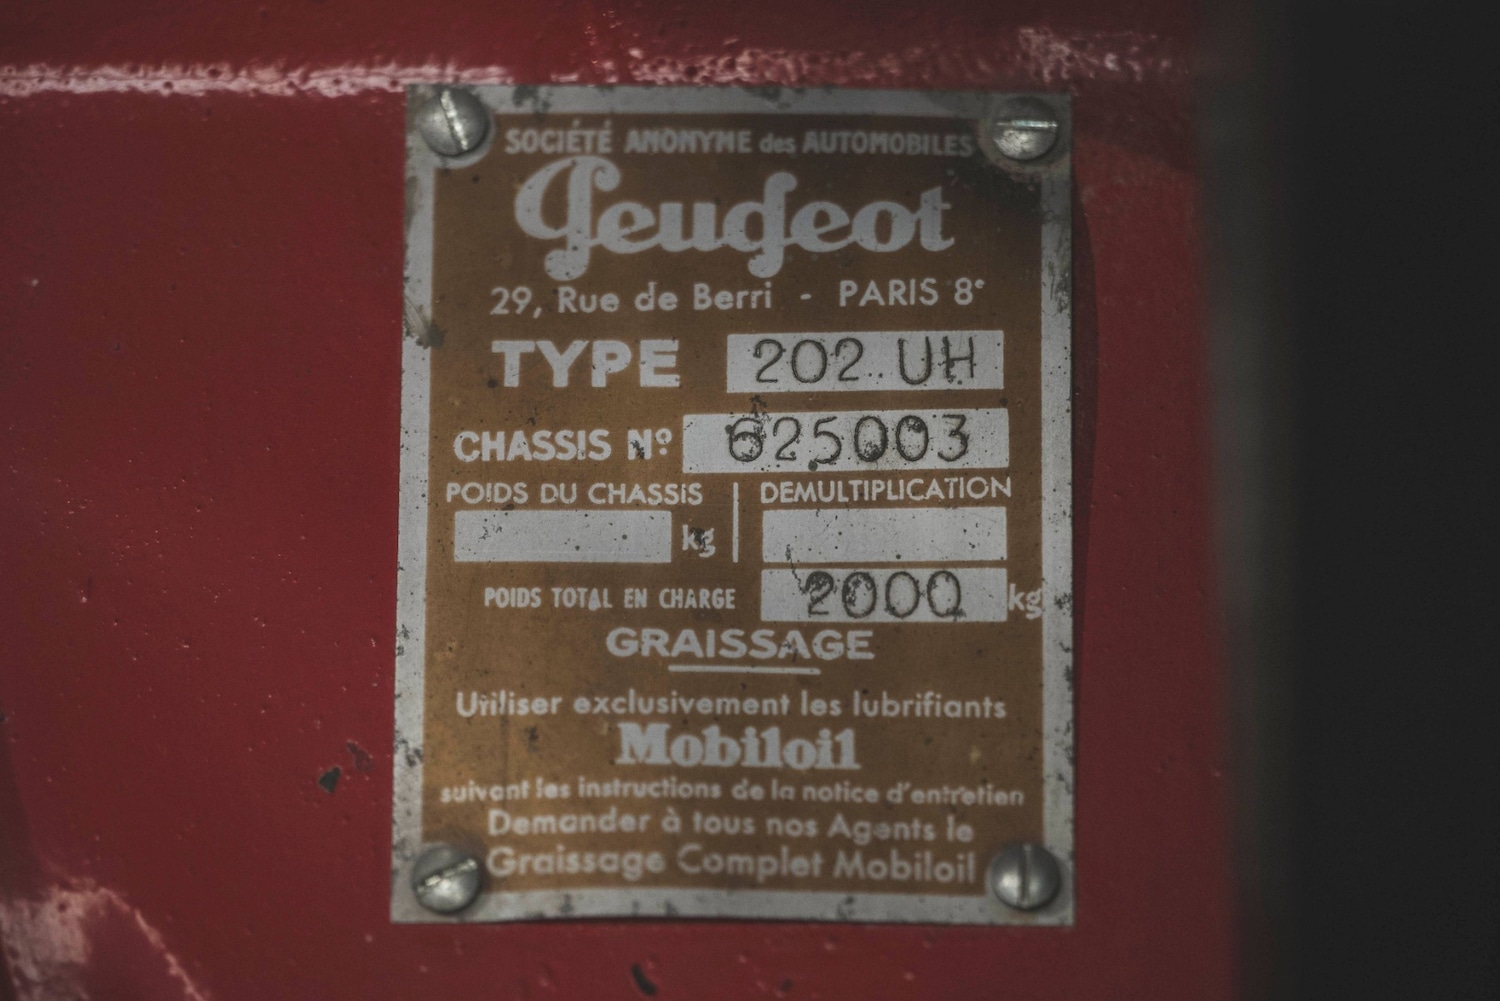 SOCIÉTÉ ANONYME des AUTOMOBILES
Peugeot
29, Rue de Berri - PARIS 8e
TYPE 202 UH
CHASSIS Nº 625003
POIDS DU CHASSIS DEMULTIPLICATION
kg
POIDS TOTAL EN CHARGE 2000 kg
GRAISSAGE
Utiliser exclusivement les lubrifiants
Mobiloil
suivant les instructions de la notice d'entretien
Demander à tous nos Agents le
Graissage Complet Mobiloil